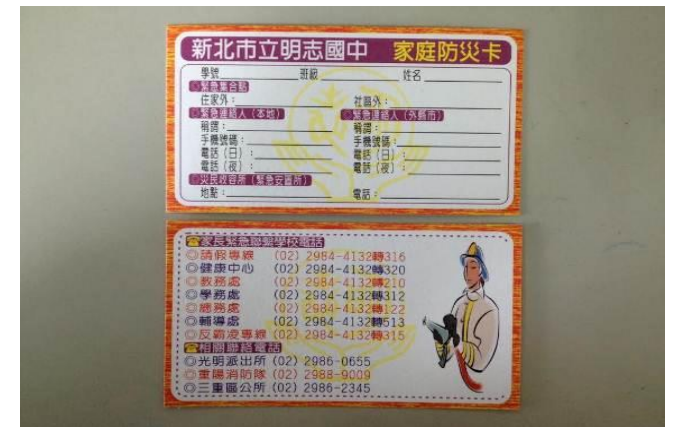 新北市立明志國中 家庭防災卡
學號 班級 姓名
◎緊急集合點
住家外： 社區外：
◎緊急連絡人（本地） ◎緊急連絡人（外縣市）
稱謂： 稱謂：
手機號碼： 手機號碼：
電話（日）： 電話（日）：
電話（夜）： 電話（夜）：
◎災民收容所（緊急安置所）
地點： 電話：
☎家長緊急聯繫學校電話
◎請假專線 (02) 2984-4132轉316
◎健康中心 (02) 2984-4132轉320
◎教務處 (02) 2984-4132轉210
◎學務處 (02) 2984-4132轉312
◎總務處 (02) 2984-4132轉122
◎輔導處 (02) 2984-4132轉513
◎反霸凌專線 (02) 2984-4132轉315
☎相關聯絡電話
◎光明派出所 (02) 2986-0655
◎重陽消防隊 (02) 2988-9009
◎三重區公所 (02) 2986-2345